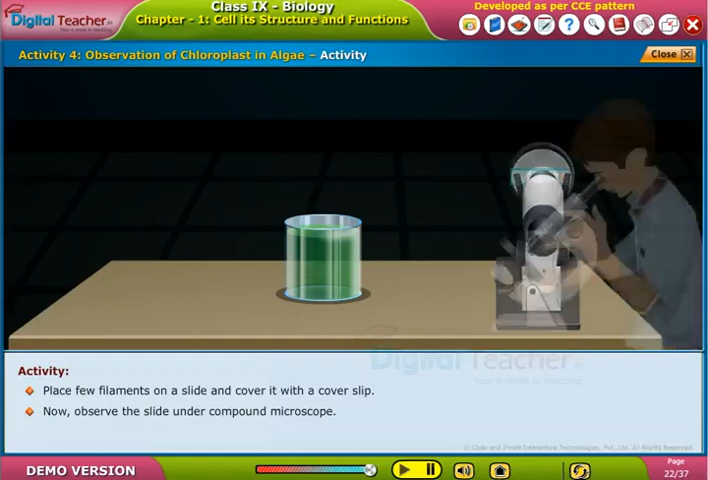 Digital Teacher.in
Class IX - Biology
Chapter - 1: Cell its Structure and Functions
Developed as per CCE pattern
Activity 4: Observation of Chloroplast in Algae – Activity
Close
Digital Teacher.in
Activity:
Place few filaments on a slide and cover it with a cover slip.
Now, observe the slide under compound microscope.
DEMO VERSION
Page
22/37